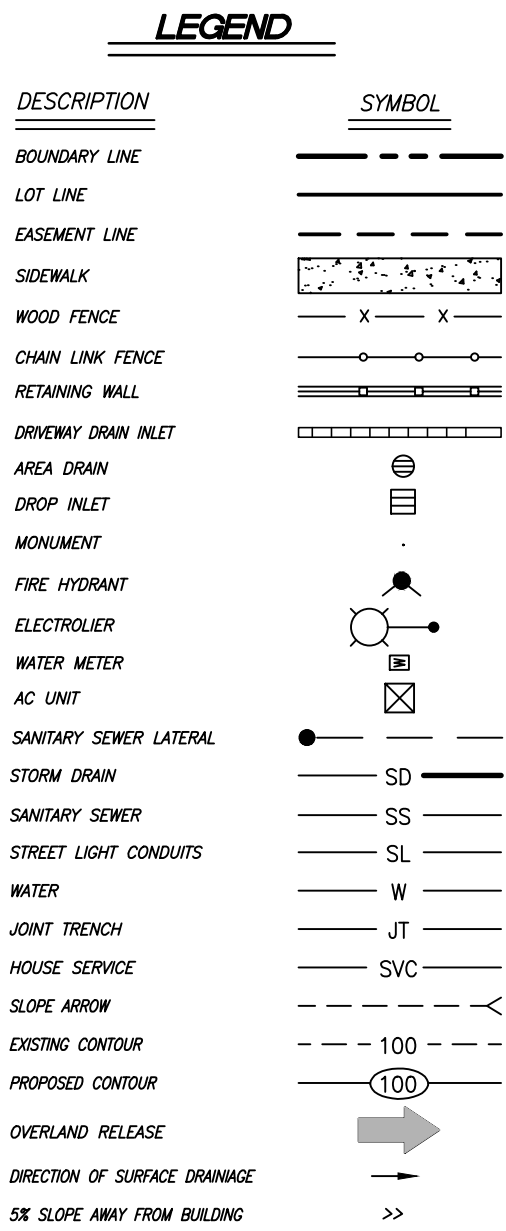 LEGEND
DESCRIPTION SYMBOL
BOUNDARY LINE
LOT LINE
EASEMENT LINE
SIDEWALK
WOOD FENCE X X
CHAIN LINK FENCE
RETAINING WALL
DRIVEWAY DRAIN INLET
AREA DRAIN
DROP INLET
MONUMENT
FIRE HYDRANT
ELECTROLIER
WATER METER W
AC UNIT
SANITARY SEWER LATERAL
STORM DRAIN SD
SANITARY SEWER SS
STREET LIGHT CONDUITS SL
WATER W
JOINT TRENCH JT
HOUSE SERVICE SVC
SLOPE ARROW
EXISTING CONTOUR 100
PROPOSED CONTOUR 100
OVERLAND RELEASE
DIRECTION OF SURFACE DRAINIAGE
5% SLOPE AWAY FROM BUILDING >>